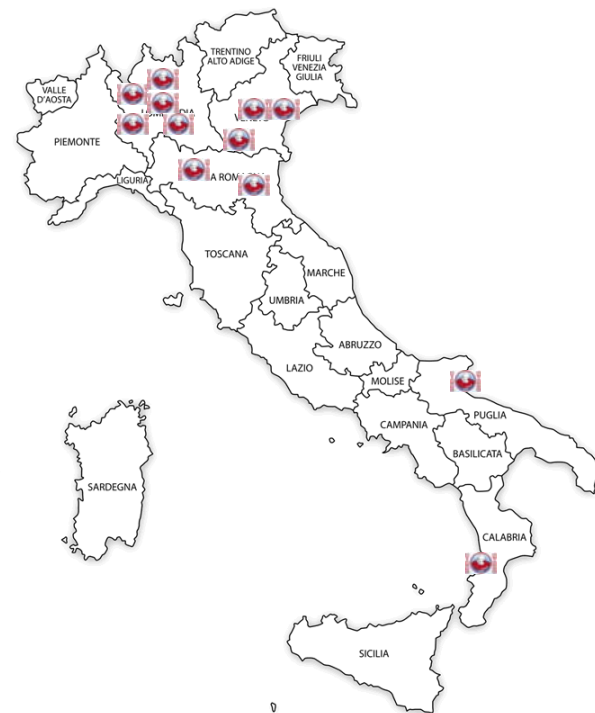 TRENTINO
ALTO ADIGE
FRIULI
VENEZIA
GIULIA
VALLE
D'AOSTA
PIEMONTE
LIGURIA
TOSCANA
MARCHE
UMBRIA
ABRUZZO
LAZIO
MOLISE
PUGLIA
CAMPANIA
BASILICATA
SARDEGNA
CALABRIA
SICILIA